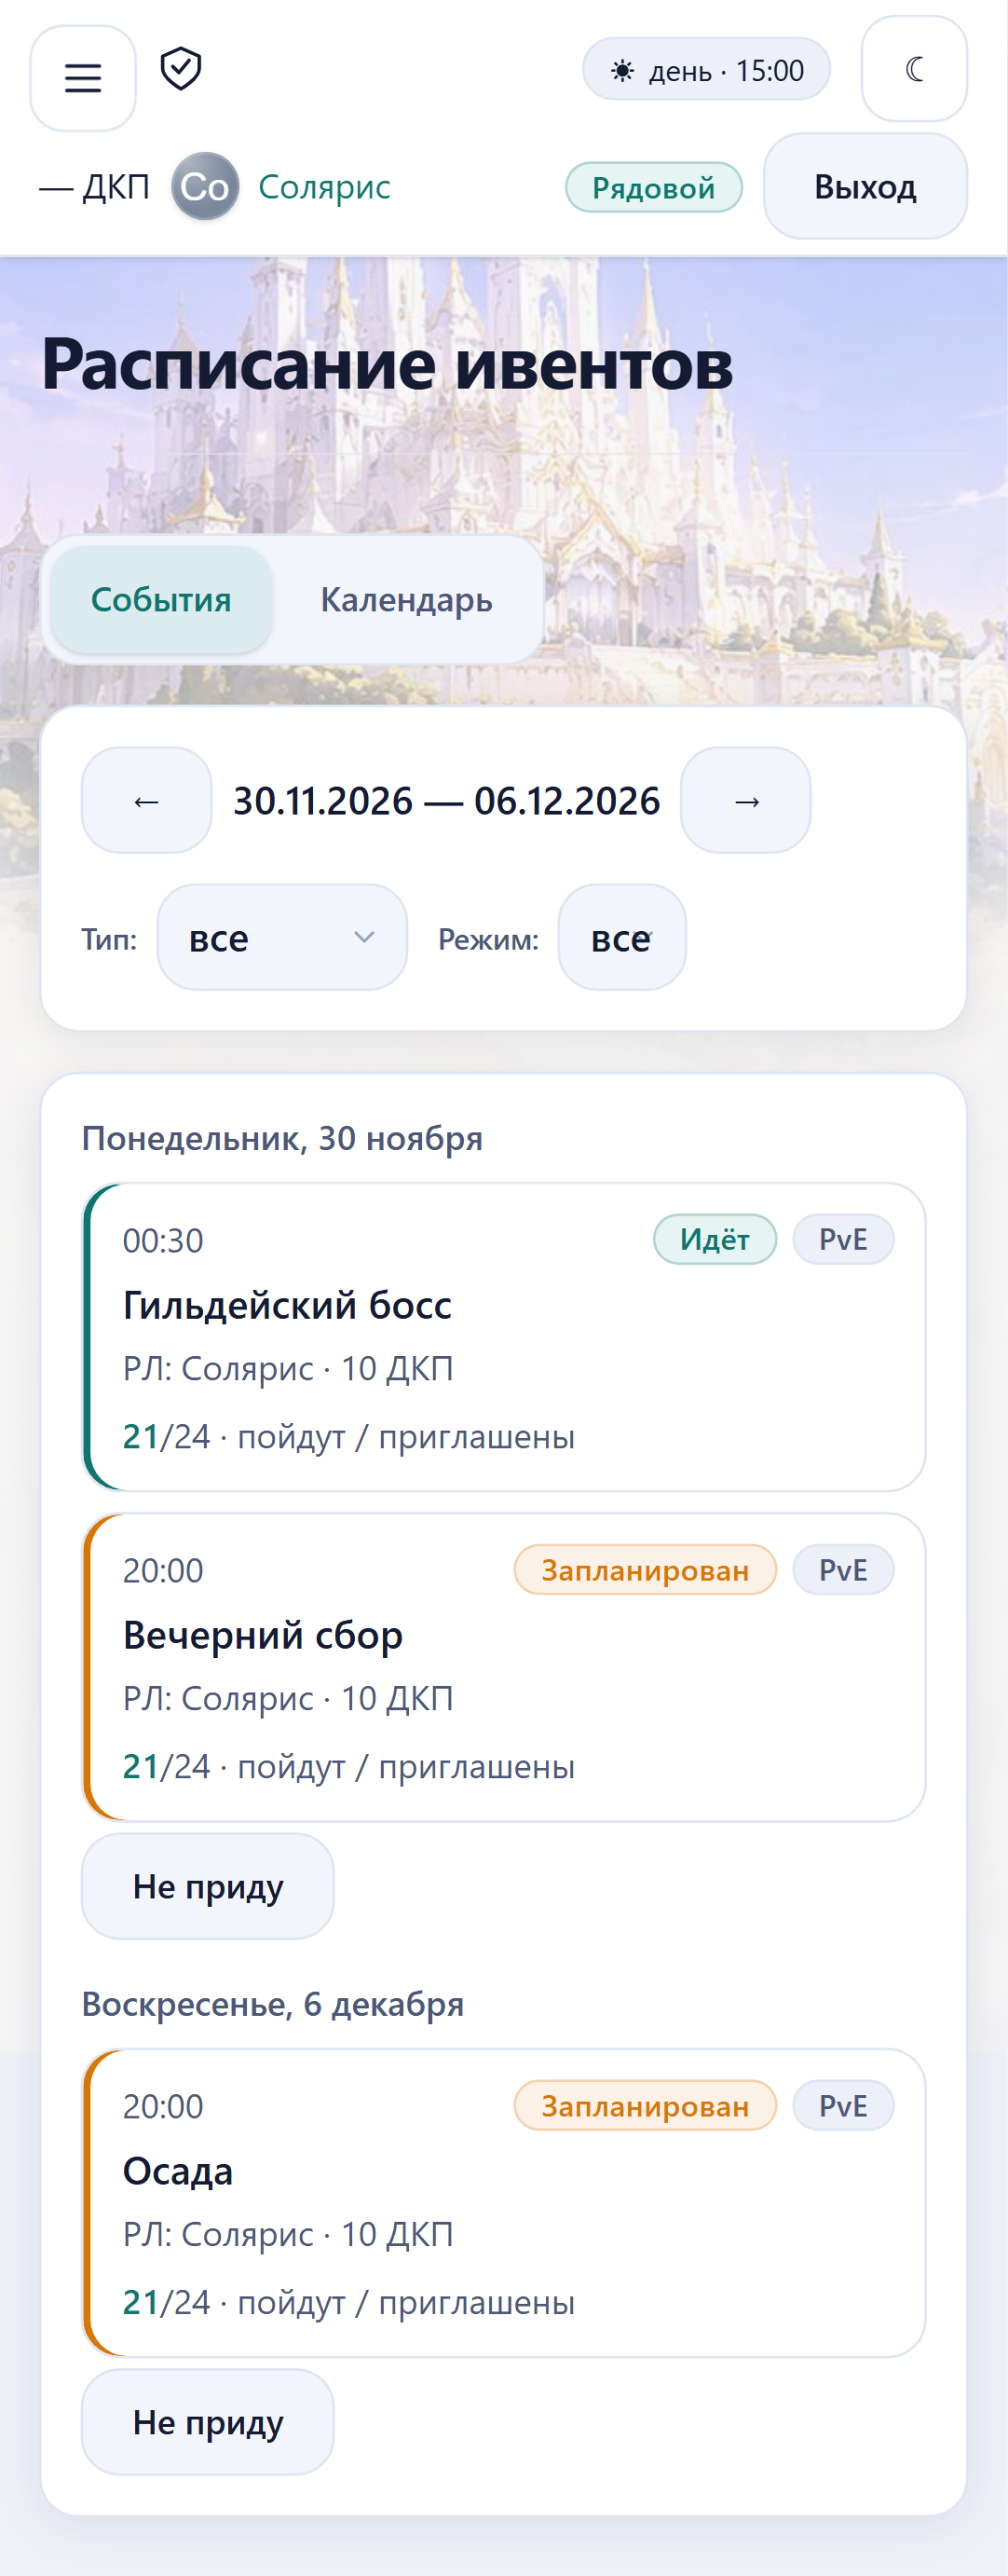 день · 15:00
— ДКП Со Солярис Рядовой Выход
Расписание ивентов
События Календарь
← 30.11.2026 — 06.12.2026 →
Тип: все Режим: все
Понедельник, 30 ноября
00:30 Идёт PvE
Гильдейский босс
РЛ: Солярис · 10 ДКП
21/24 · пойдут / приглашены
20:00 Запланирован PvE
Вечерний сбор
РЛ: Солярис · 10 ДКП
21/24 · пойдут / приглашены
Не приду
Воскресенье, 6 декабря
20:00 Запланирован PvE
Осада
РЛ: Солярис · 10 ДКП
21/24 · пойдут / приглашены
Не приду